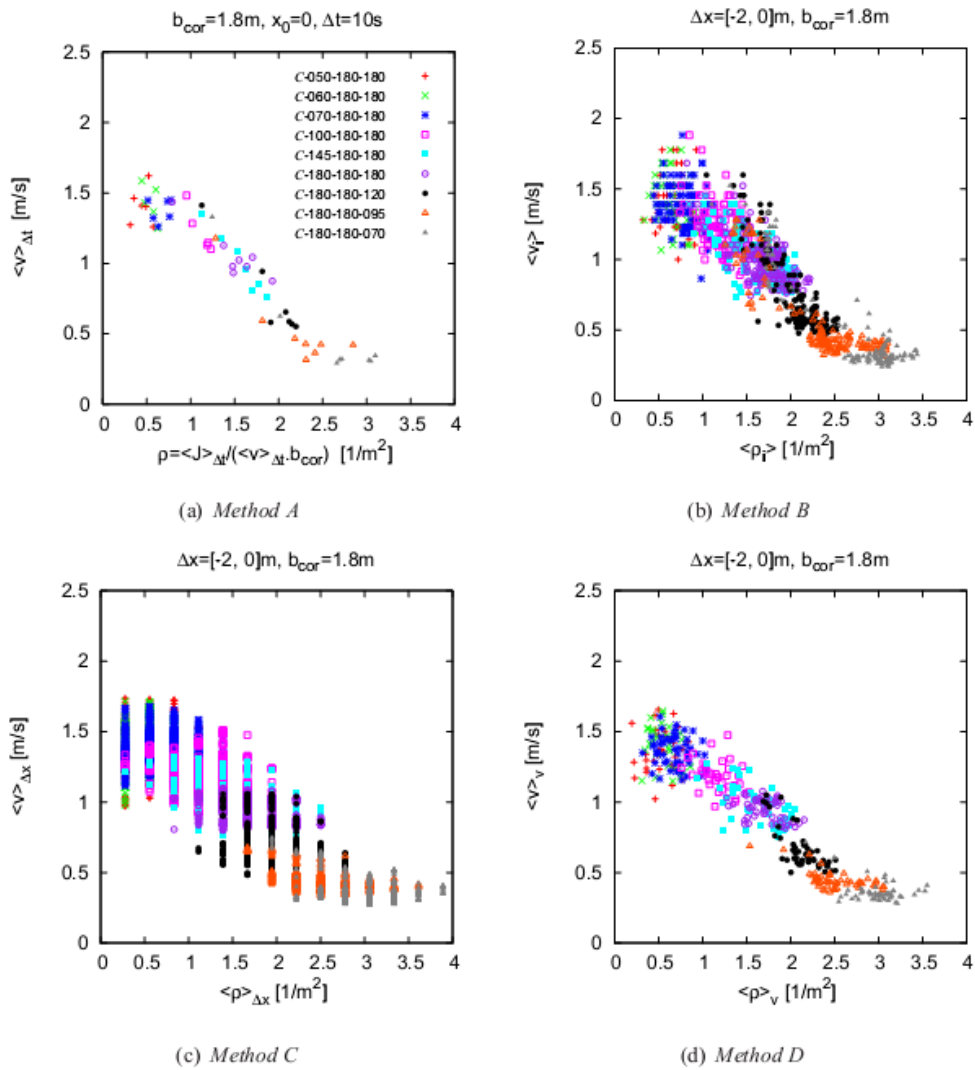 b_cor=1.8m, x_0=0, Δt=10s
2.5
2
1.5
1
0.5
0
<v>_Δt [m/s]
C-050-180-180
C-060-180-180
C-070-180-180
C-100-180-180
C-145-180-180
C-180-180-180
C-180-180-120
C-180-180-095
C-180-180-070
0 0.5 1 1.5 2 2.5 3 3.5 4
ρ=<J>_Δt/(<v>_Δt.b_cor) [1/m²]
(a) Method A
Δx=[-2, 0]m, b_cor=1.8m
2.5
2
1.5
1
0.5
0
<v_i> [m/s]
0 0.5 1 1.5 2 2.5 3 3.5 4
<ρ_i> [1/m²]
(b) Method B
Δx=[-2, 0]m, b_cor=1.8m
2.5
2
1.5
1
0.5
0
<v>_Δx [m/s]
0 0.5 1 1.5 2 2.5 3 3.5 4
<ρ>_Δx [1/m²]
(c) Method C
Δx=[-2, 0]m, b_cor=1.8m
2.5
2
1.5
1
0.5
0
<v>_v [m/s]
0 0.5 1 1.5 2 2.5 3 3.5 4
<ρ>_v [1/m²]
(d) Method D